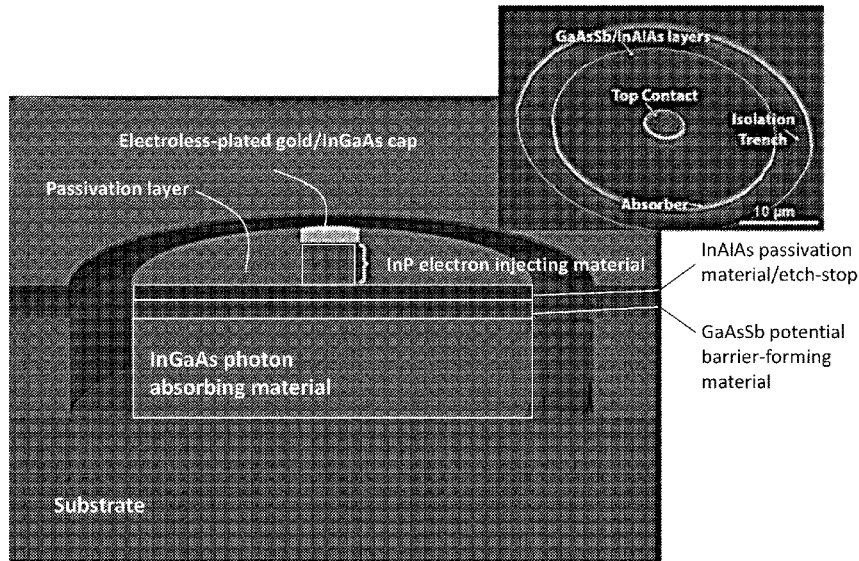 GaAsSb/InAlAs layers
Top Contact
Isolation
Trench
Absorber
10 µm
Electroless-plated gold/InGaAs cap
Passivation layer
InP electron injecting material
InAlAs passivation
material/etch-stop
GaAsSb potential
barrier-forming
material
InGaAs photon
absorbing material
Substrate